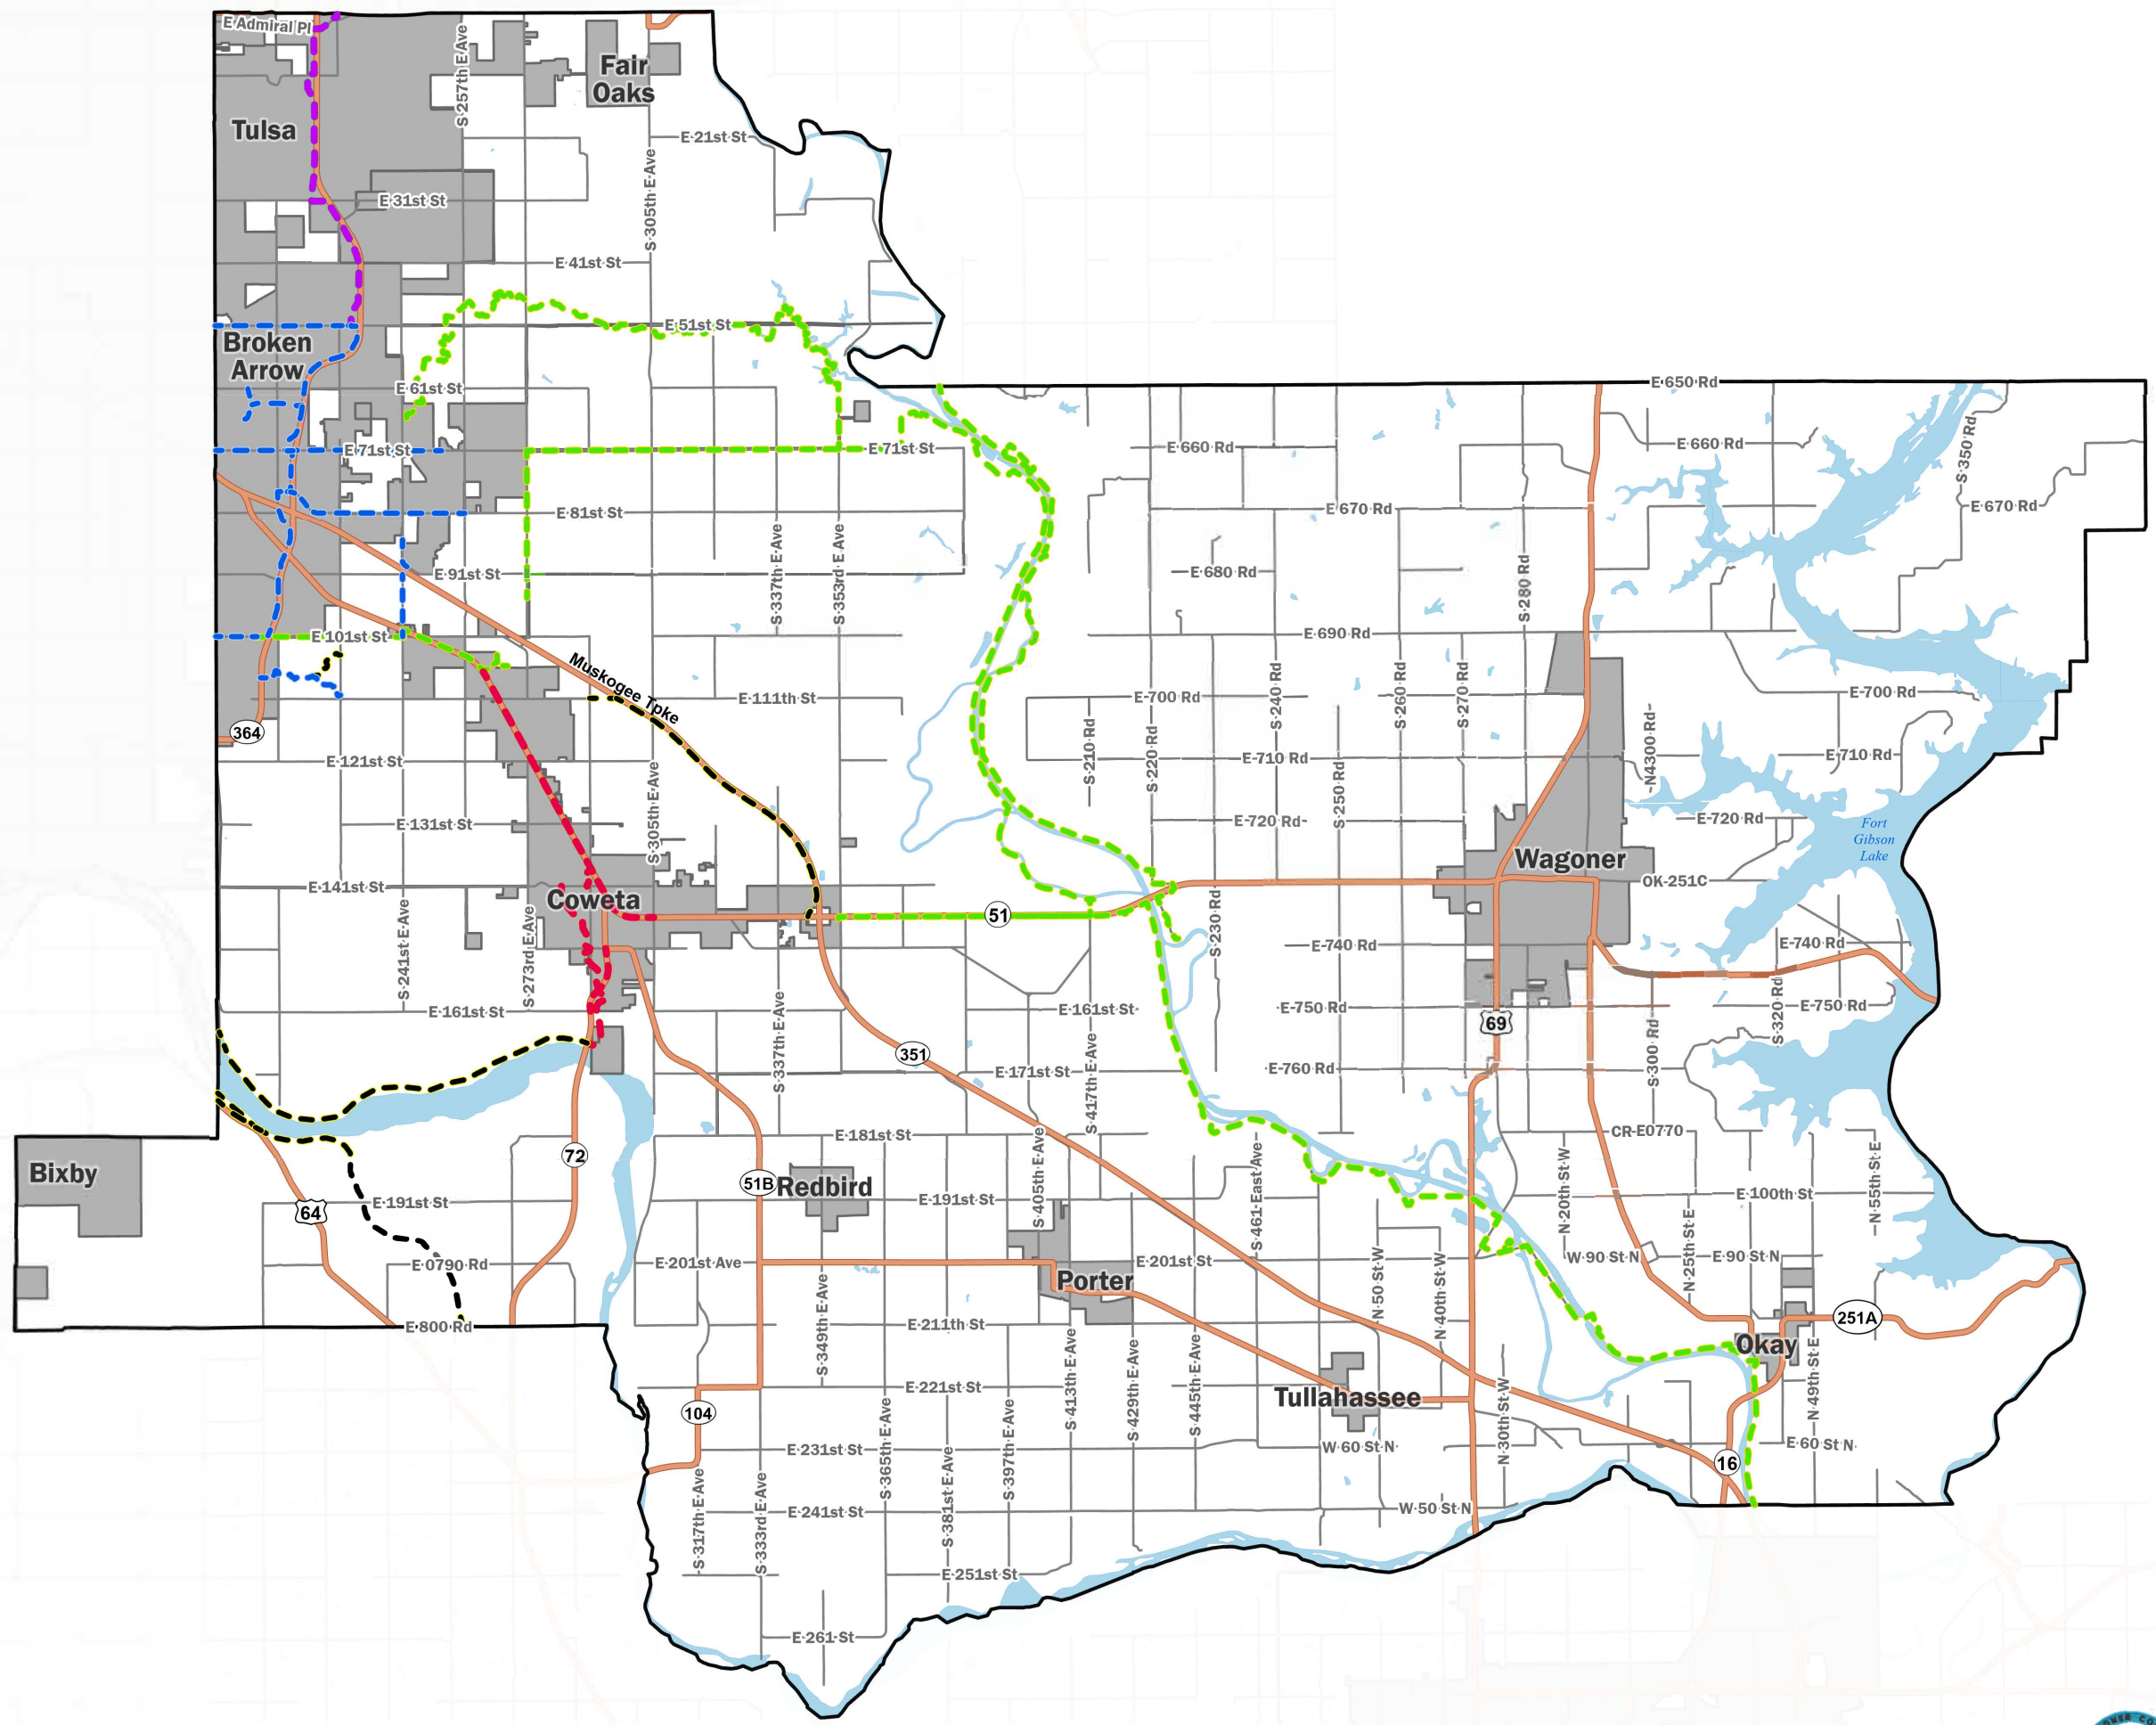 E Admiral Pl
S 257th E Ave
Fair
Oaks
Tulsa
E 21st St
S 305th E Ave
E 31st St
E 41st St
E 51st St
Broken
Arrow
E 61st St
E 650 Rd
E 71st St
E 71st St
E 660 Rd
E 660 Rd
S 350 Rd
E 81st St
E 670 Rd
E 670 Rd
S 337th E Ave
S 353rd E Ave
E 91st St
E 680 Rd
S 280 Rd
E 101st St
E 690 Rd
Muskogee Tpke
E 111th St
E 700 Rd
S 240 Rd
S 260 Rd
S 270 Rd
E 700 Rd
364
S 210 Rd
S 220 Rd
N4300 Rd
E 121st St
E 710 Rd
E 710 Rd
S 305th E Ave
S 250 Rd
E 131st St
E 720 Rd
E 720 Rd
Fort
Gibson
Lake
Wagoner
E 141st St
OK-251C
Coweta
51
S 241st E Ave
S 273rd E Ave
S 230 Rd
E 740 Rd
E 740 Rd
E 161st St
E 161st St
E 750 Rd
E 750 Rd
S 320 Rd
69
S 337th E Ave
S 417th E Ave
S 300 Rd
351
E 171st St
E 760 Rd
E 181st St
CR-E0770
Bixby
72
51B
Redbird
S 405th E Ave
S 461 East Ave
N 20th St W
N 55th St E
E 191st St
E 191st St
E 100th St
64
N 25th St E
E 0790 Rd
E 201st Ave
E 201st St
W 90 St N
E 90 St N
Porter
N 50 St W
N 40th St W
S 349th E Ave
E 800 Rd
E 211th St
251A
Okay
S 413th E Ave
S 429th E Ave
S 445th E Ave
N 49th St E
E 221st St
Tullahassee
104
S 365th E Ave
S 397th E Ave
N 30th St W
E 231st St
S 381st E Ave
W 60 St N
E 60 St N
16
S 317th E Ave
S 333rd E Ave
E 241st St
W 50 St N
E 251st St
E 261 St